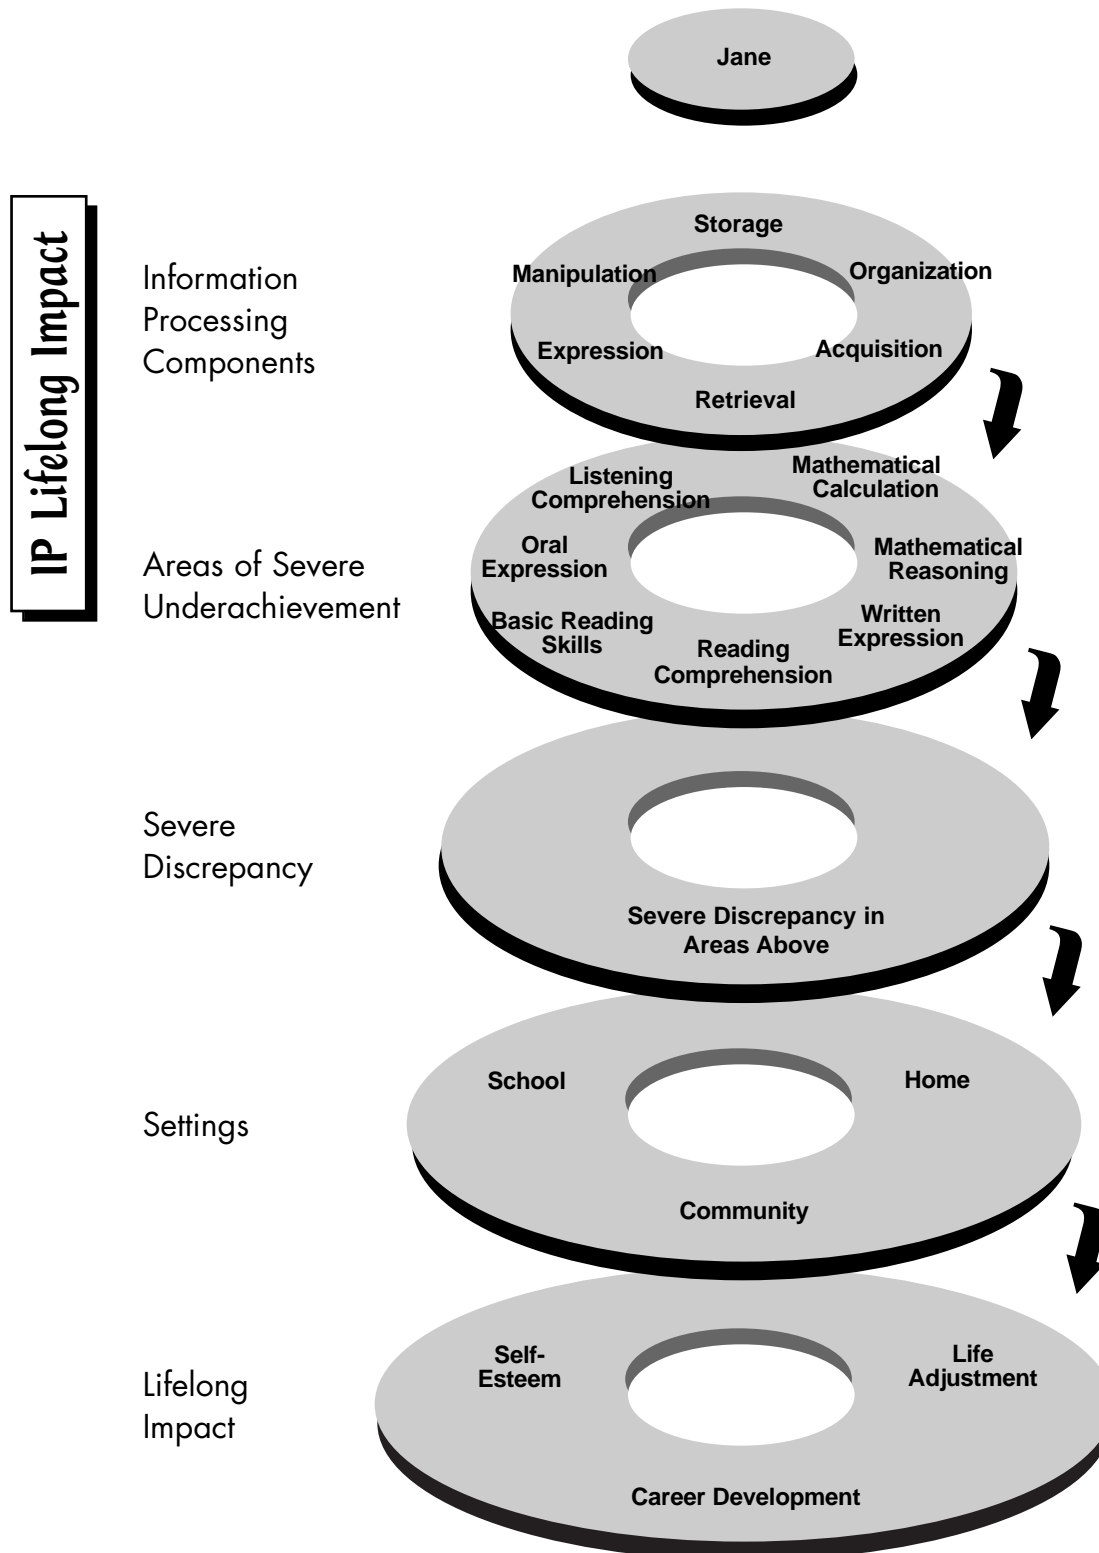 Jane
IP Lifelong Impact
Information
Processing
Components
Storage
Manipulation
Organization
Expression
Acquisition
Retrieval
Areas of Severe
Underachievement
Listening
Comprehension
Mathematical
Calculation
Oral
Expression
Mathematical
Reasoning
Basic Reading
Skills
Written
Expression
Reading
Comprehension
Severe
Discrepancy
Severe Discrepancy in
Areas Above
Settings
School
Home
Community
Lifelong
Impact
Self-
Esteem
Life
Adjustment
Career Development